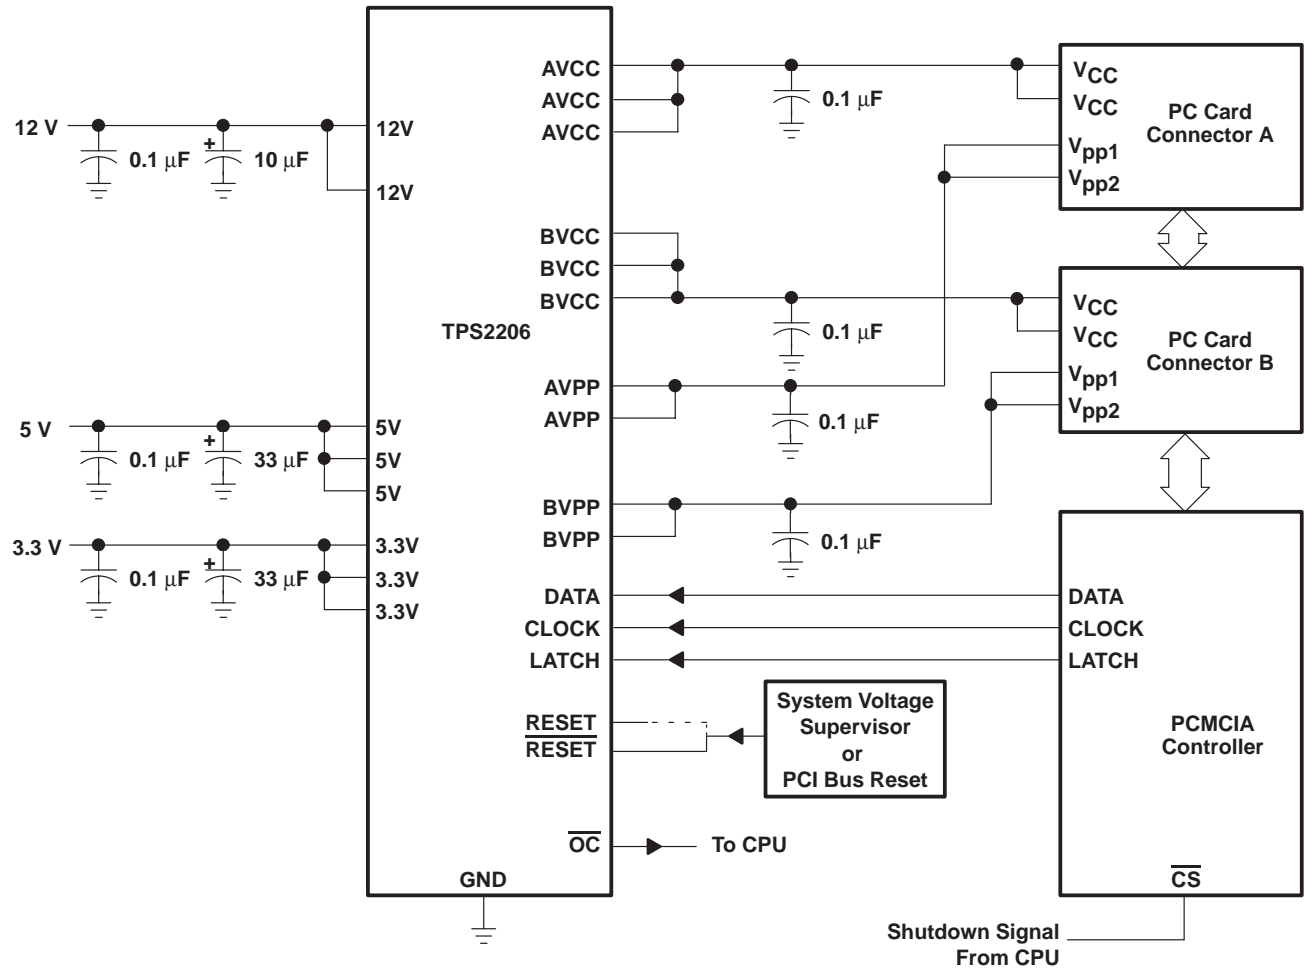 12 V
0.1 μF
+
10 μF
12V
12V
5 V
0.1 μF
+
33 μF
5V
5V
5V
3.3 V
0.1 μF
+
33 μF
3.3V
3.3V
3.3V
TPS2206
GND
AVCC
AVCC
AVCC
0.1 μF
BVCC
BVCC
BVCC
0.1 μF
AVPP
AVPP
0.1 μF
BVPP
BVPP
0.1 μF
DATA
CLOCK
LATCH
RESET
RESET
OC
To CPU
System Voltage
Supervisor
or
PCI Bus Reset
VCC
VCC
Vpp1
Vpp2
PC Card
Connector A
VCC
VCC
Vpp1
Vpp2
PC Card
Connector B
DATA
CLOCK
LATCH
PCMCIA
Controller
CS
Shutdown Signal
From CPU